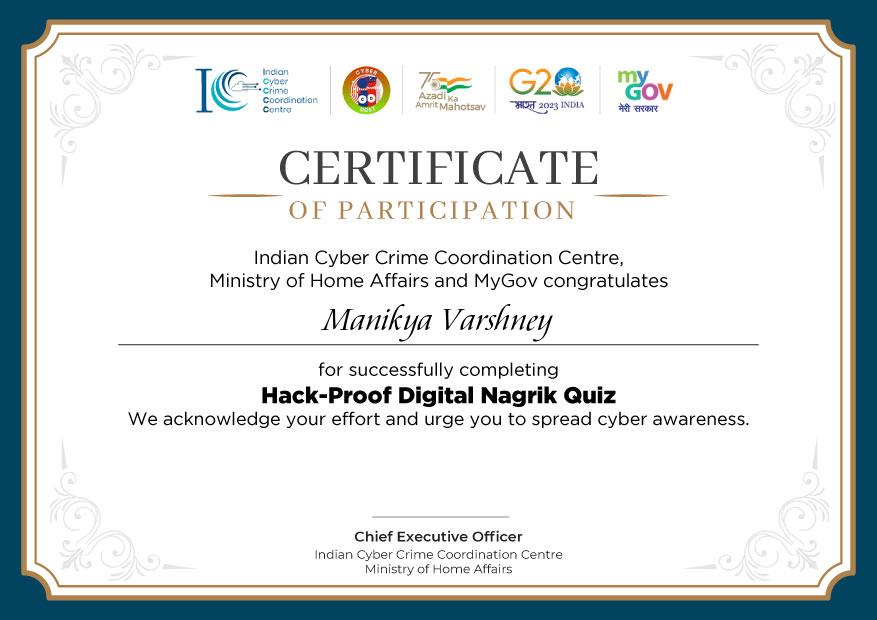 Indian
Cyber
Crime
Coordination
Centre
CYBER
DOST
75
Azadi Ka
Amrit Mahotsav
G20
भारत 2023 INDIA
my
GOV
मेरी सरकार
CERTIFICATE
OF PARTICIPATION
Indian Cyber Crime Coordination Centre,
Ministry of Home Affairs and MyGov congratulates
Manikya Varshney
for successfully completing
Hack-Proof Digital Nagrik Quiz
We acknowledge your effort and urge you to spread cyber awareness.
Chief Executive Officer
Indian Cyber Crime Coordination Centre
Ministry of Home Affairs